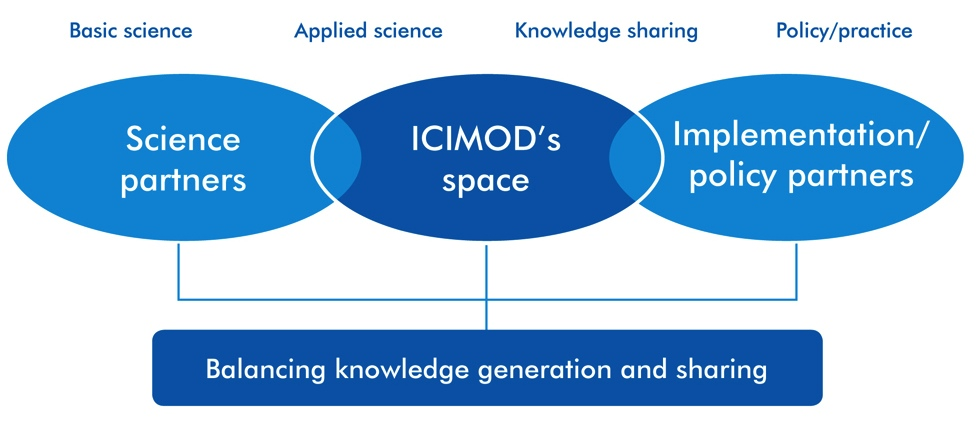 Basic science
Applied science
Knowledge sharing
Policy/practice
Science
partners
ICIMOD’s
space
Implementation/
policy partners
Balancing knowledge generation and sharing